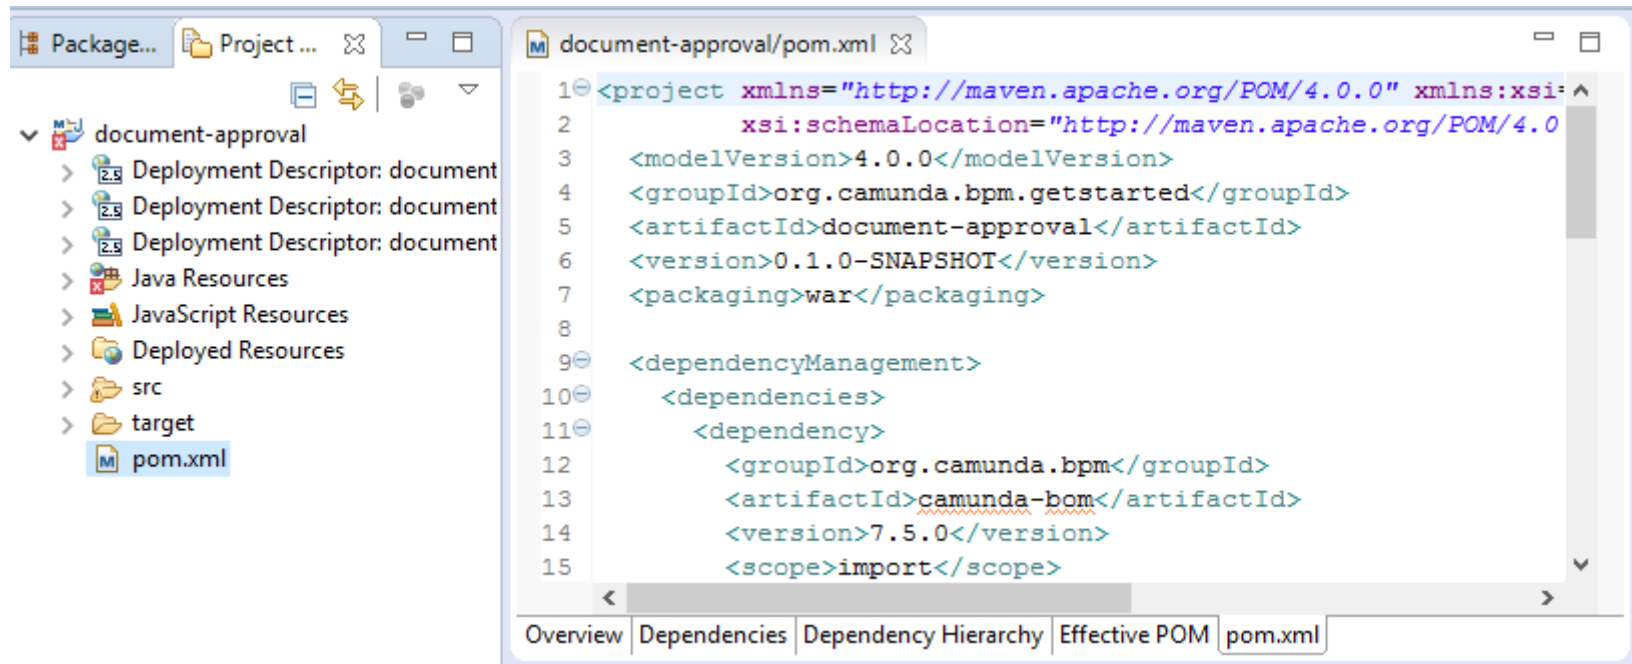 Package...
Project ...
document-approval
Deployment Descriptor: document
Deployment Descriptor: document
Deployment Descriptor: document
Java Resources
JavaScript Resources
Deployed Resources
src
target
pom.xml
document-approval/pom.xml
1 <project xmlns="http://maven.apache.org/POM/4.0.0" xmlns:xsi=
2 xsi:schemaLocation="http://maven.apache.org/POM/4.0
3 <modelVersion>4.0.0</modelVersion>
4 <groupId>org.camunda.bpm.getstarted</groupId>
5 <artifactId>document-approval</artifactId>
6 <version>0.1.0-SNAPSHOT</version>
7 <packaging>war</packaging>
8
9 <dependencyManagement>
10 <dependencies>
11 <dependency>
12 <groupId>org.camunda.bpm</groupId>
13 <artifactId>camunda-bom</artifactId>
14 <version>7.5.0</version>
15 <scope>import</scope>
Overview Dependencies Dependency Hierarchy Effective POM pom.xml